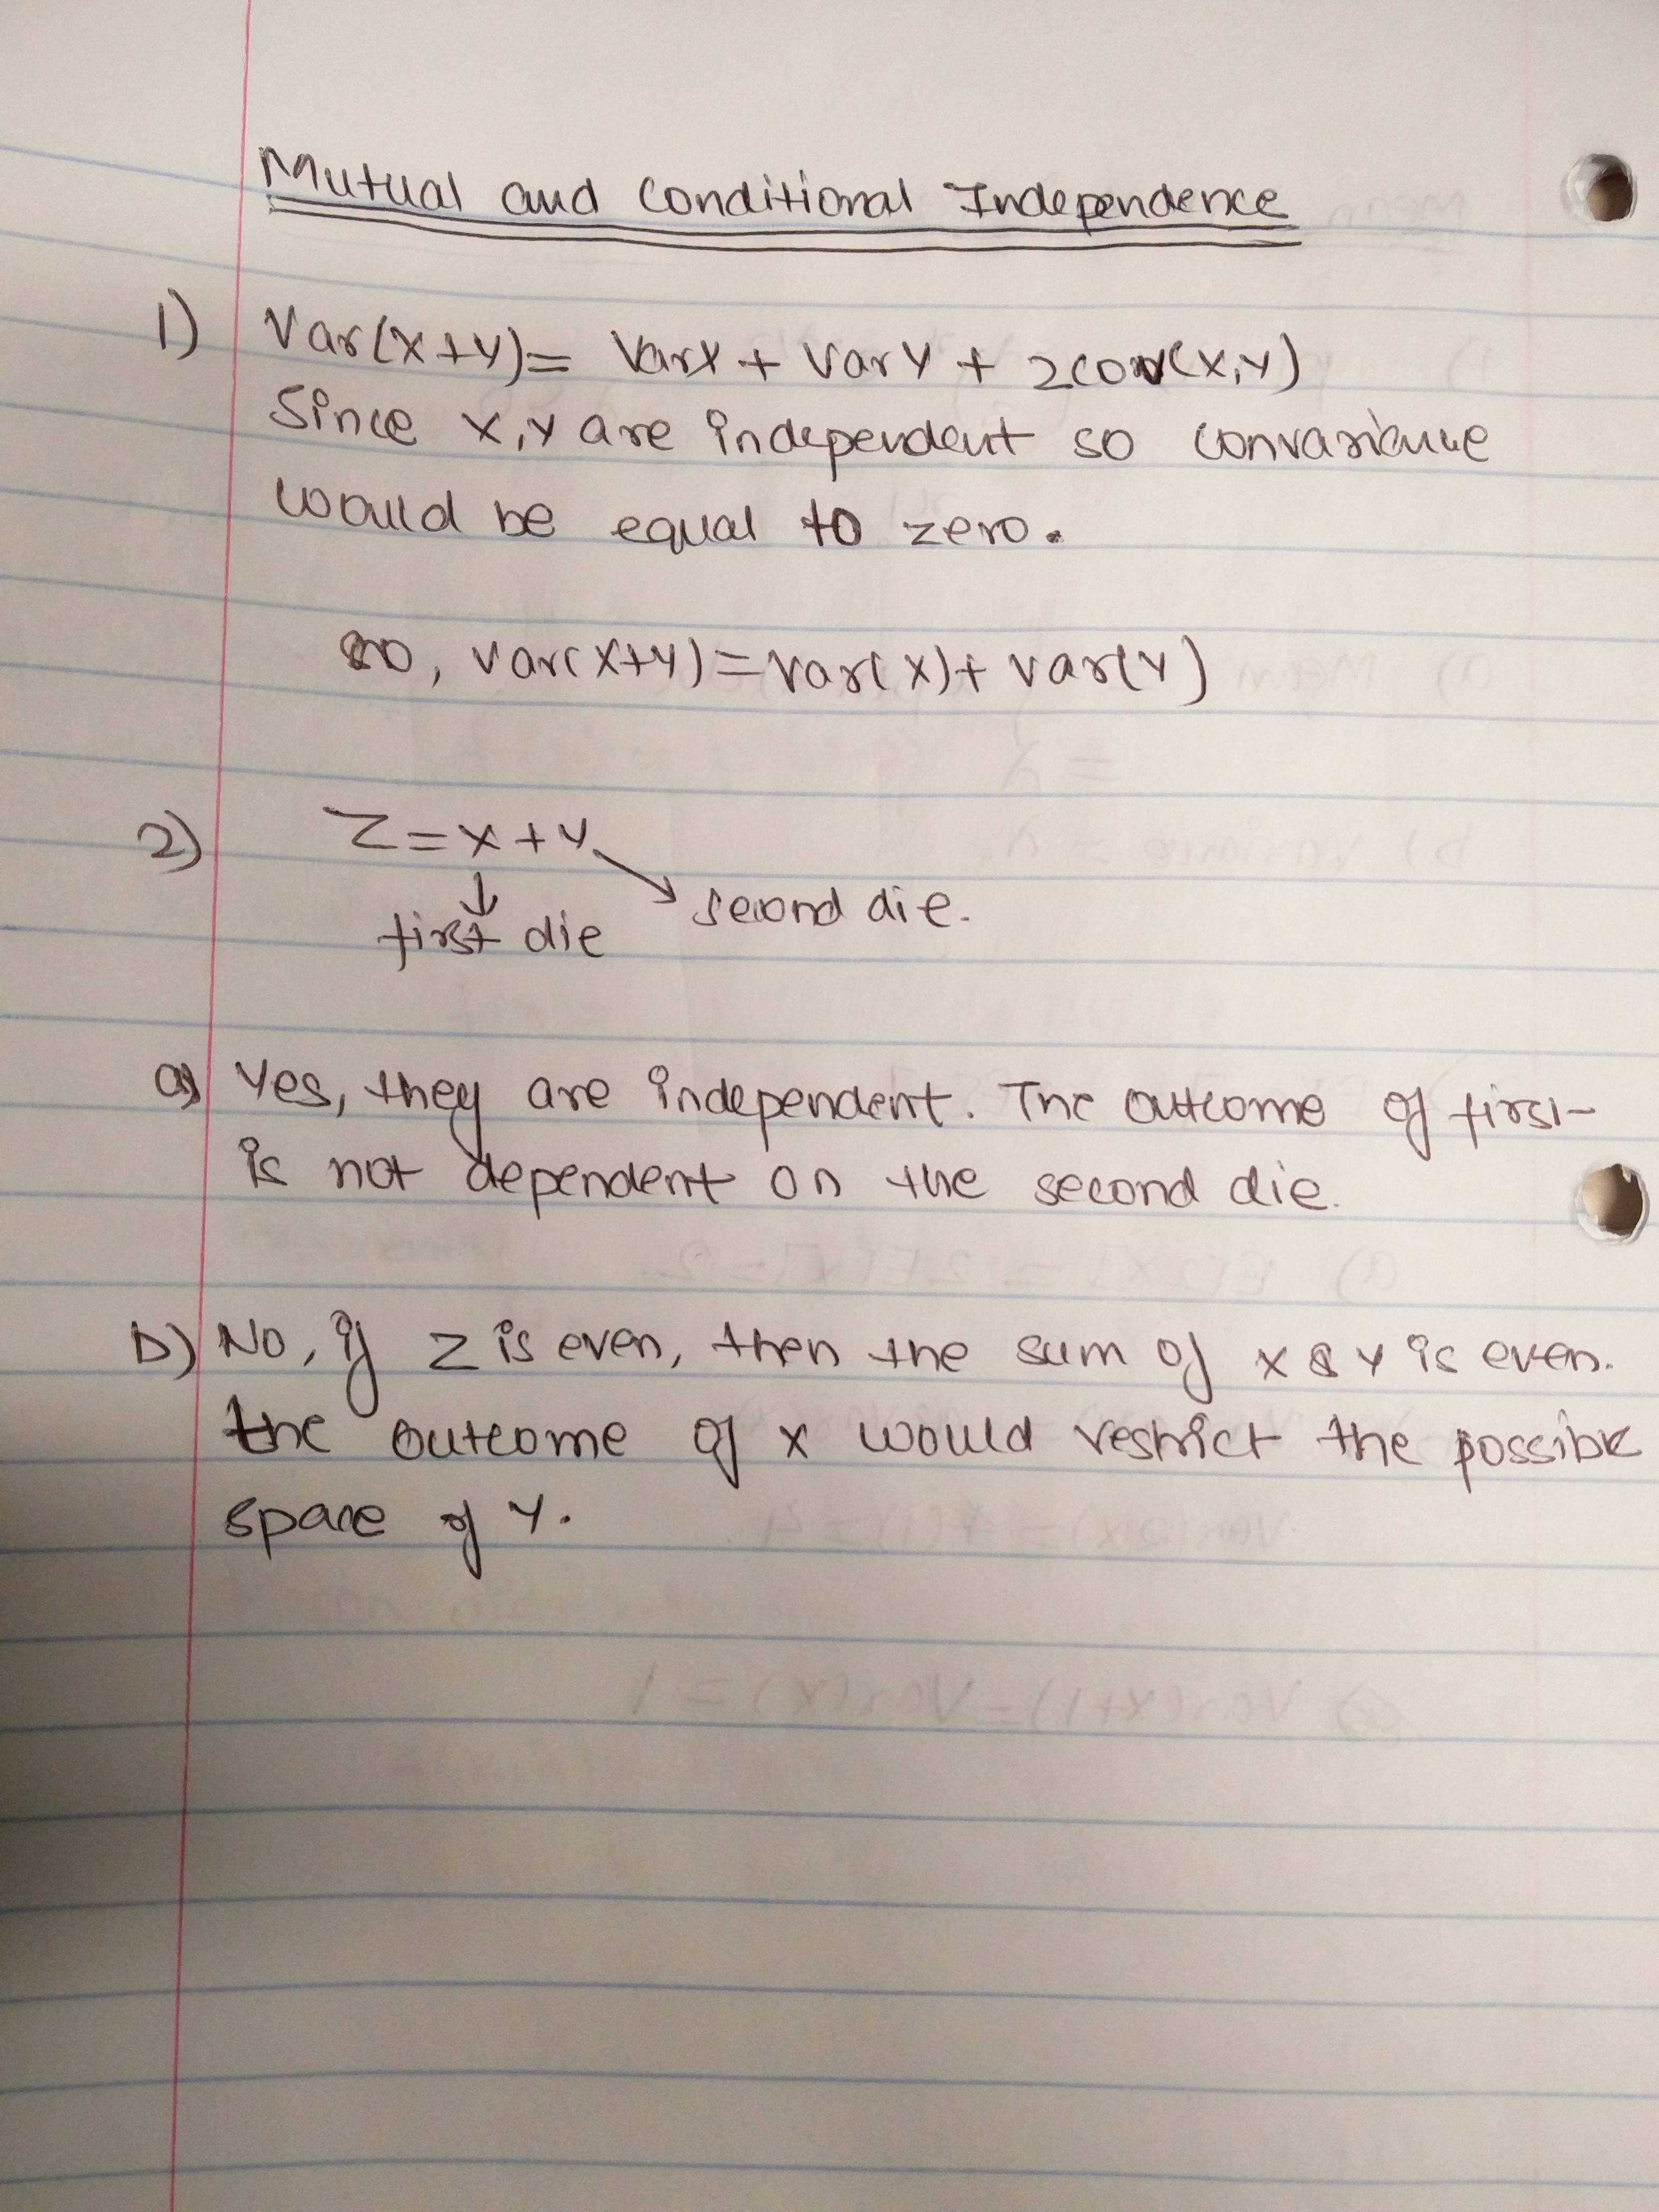 Mutual and Conditional Independence
1) Var(X+Y)= VarX + VarY + 2cov(X,Y)
Since X,Y are independent so convariance
would be equal to zero.
so, Var(X+Y)=Var(X)+ Var(Y)
2) Z=X+Y
second die.
first die
a) Yes, they are independent. The outcome of first
is not dependent on the second die.
b) No, if Z is even, then the sum of X & Y is even.
the outcome of X would restrict the possible
space of Y.